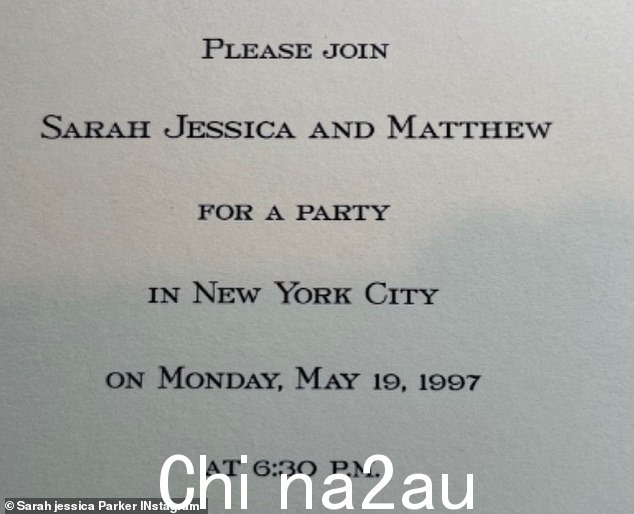 Please join
Sarah Jessica and Matthew
for a party
in New York City
on Monday, May 19, 1997
at 6:30 p.m.
Chi na2au
© Sarah jessica Parker INstagram